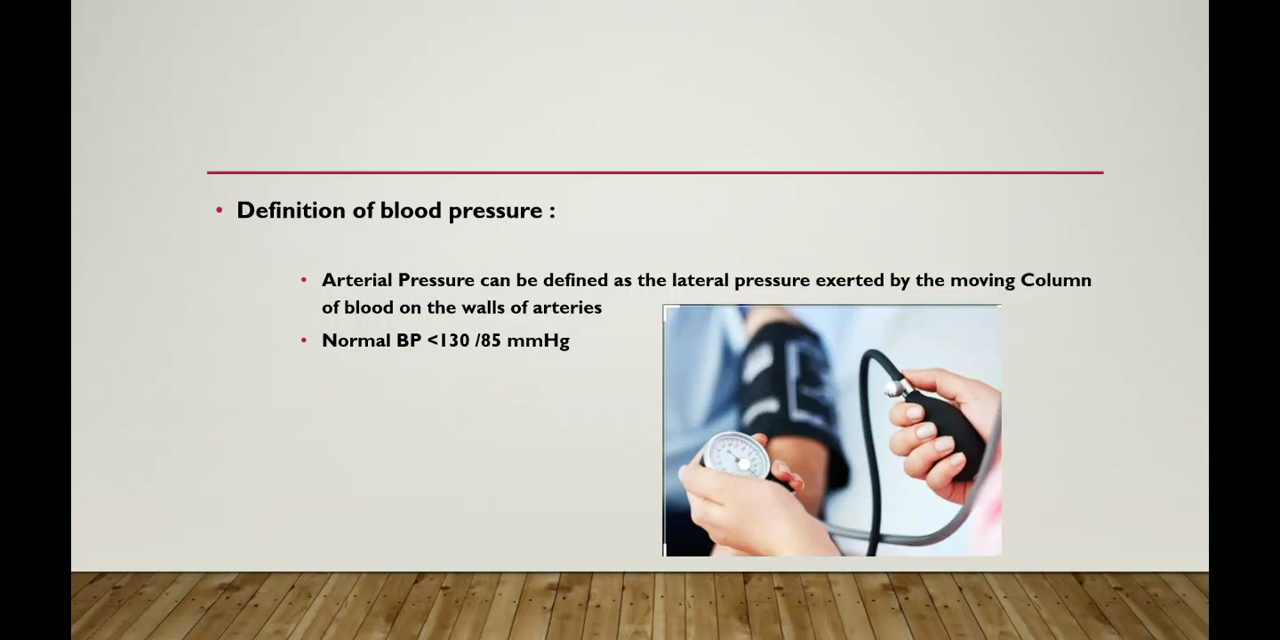 Definition of blood pressure :
Arterial Pressure can be defined as the lateral pressure exerted by the moving Column
of blood on the walls of arteries
Normal BP <130 /85 mmHg